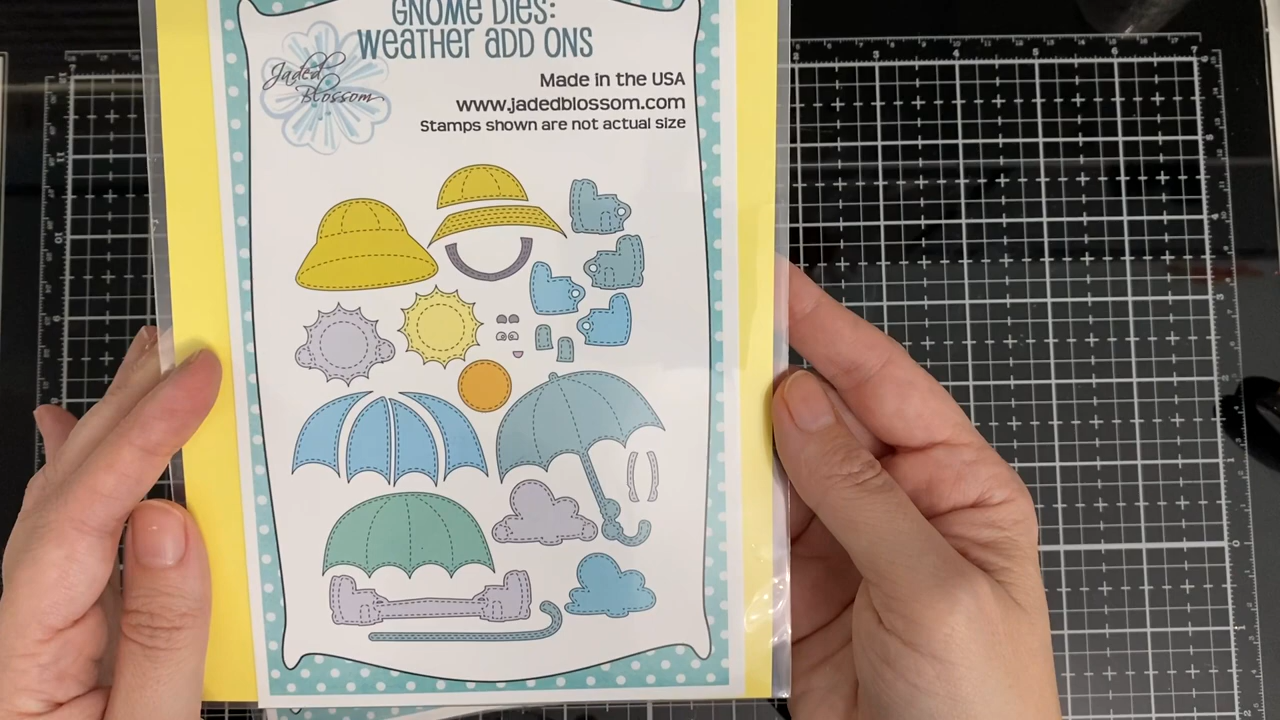 GNOME DIES:
WEATHER ADD ONS
Jaded
Blossom
Made in the USA
www.jadedblossom.com
Stamps shown are not actual size